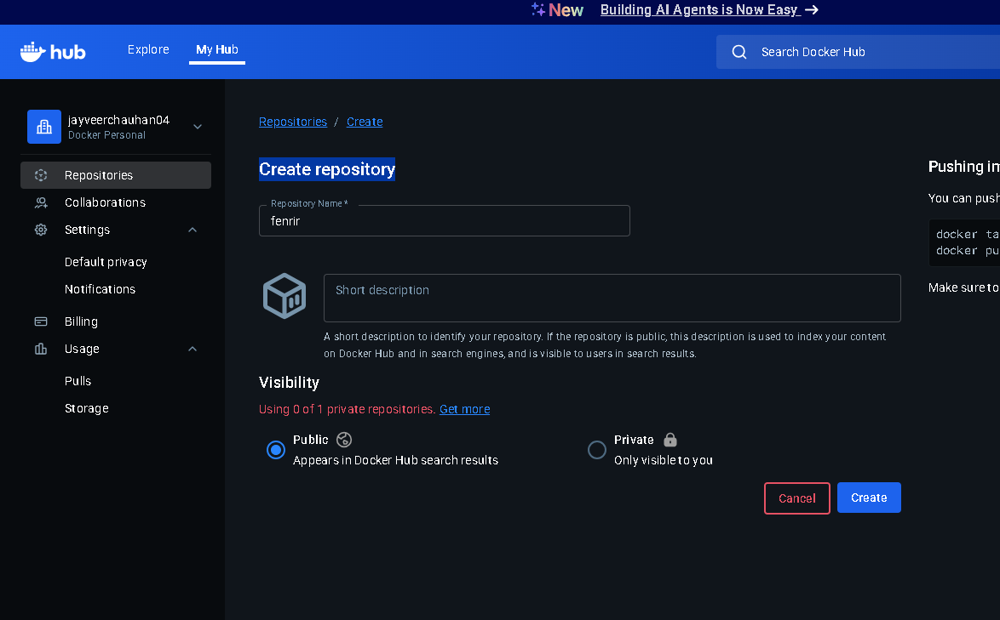 New Building AI Agents is Now Easy
hub
Explore
My Hub
Search Docker Hub
jayveerchauhan04
Docker Personal
Repositories
Collaborations
Settings
Default privacy
Notifications
Billing
Usage
Pulls
Storage
Repositories / Create
Create repository
Repository Name *
fenrir
Short description
A short description to identify your repository. If the repository is public, this description is used to index your content
on Docker Hub and in search engines, and is visible to users in search results.
Visibility
Using 0 of 1 private repositories. Get more
Public
Appears in Docker Hub search results
Private
Only visible to you
Cancel
Create
Pushing im
You can push
docker ta
docker pu
Make sure to